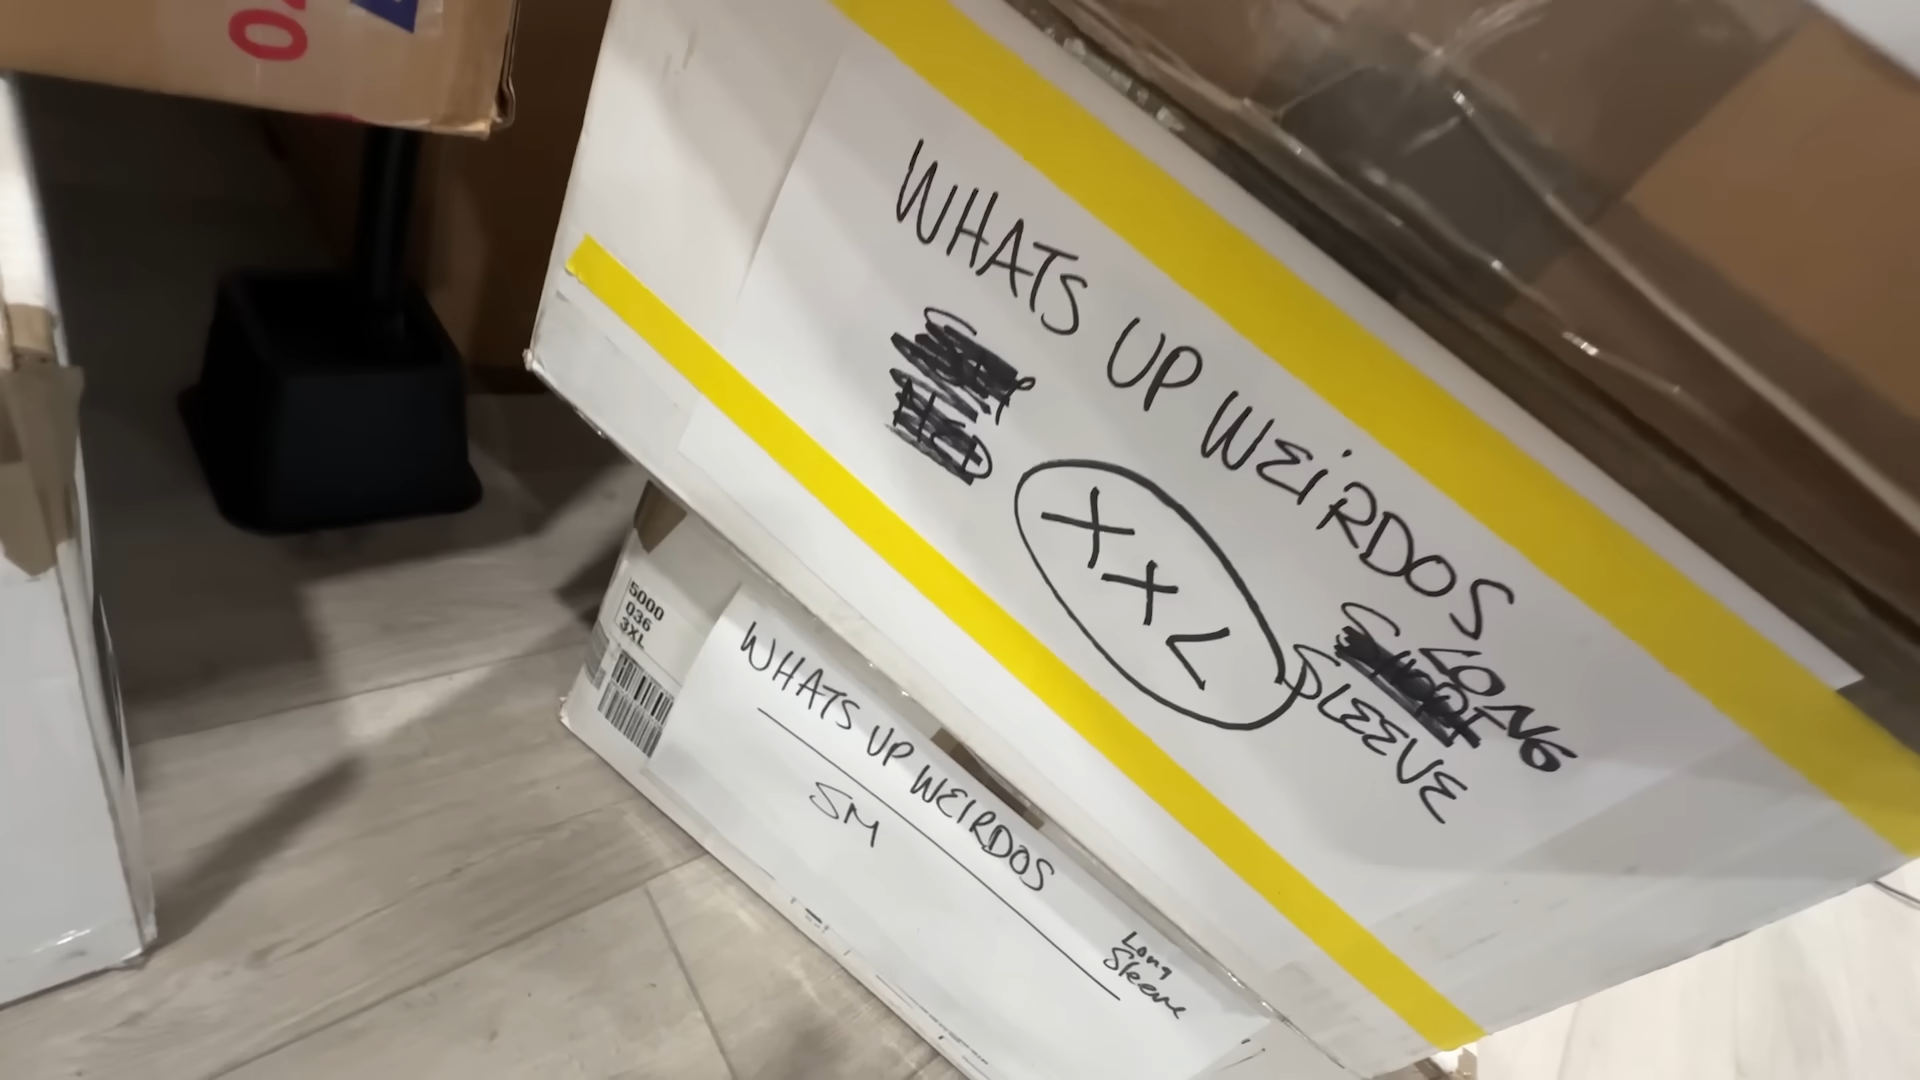 WHATS UP WEiRDOS
XXL
LONG
SLEEVE
5000
036
3XL
WHATS UP WEIRDOS
SM
Long
Sleeve